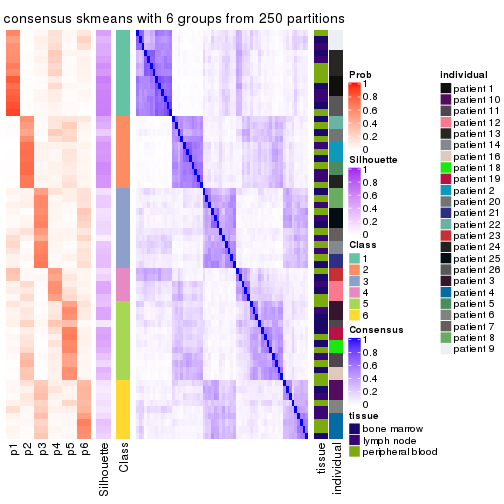 consensus skmeans with 6 groups from 250 partitions
Prob
1
0.8
0.6
0.4
0.2
0
Silhouette
1
0.8
0.6
0.4
0.2
0
Class
1
2
3
4
5
6
Consensus
1
0.8
0.6
0.4
0.2
0
tissue
bone marrow
lymph node
peripheral blood
individual
patient 1
patient 10
patient 11
patient 12
patient 13
patient 14
patient 16
patient 18
patient 19
patient 2
patient 20
patient 21
patient 22
patient 23
patient 24
patient 25
patient 26
patient 3
patient 4
patient 5
patient 6
patient 7
patient 8
patient 9
p1
p2
p3
p4
p5
p6
Silhouette
Class
tissue
individual